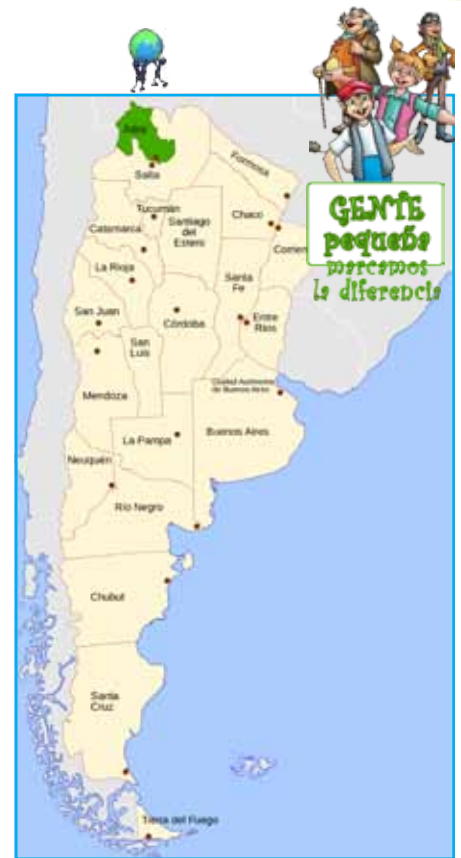 GENTE
pequeña
marcamos
la diferencia
Jujuy
Salta
Formosa
Tucumán
Chaco
Catamarca
Santiago
del
Estero
Corrien
La Rioja
Santa
Fe
San Juan
Córdoba
Entre
Ríos
San
Luis
Ciudad Autónoma
de Buenos Aires
Mendoza
Buenos Aires
La Pampa
Neuquén
Río Negro
Chubut
Santa
Cruz
Tierra del Fuego